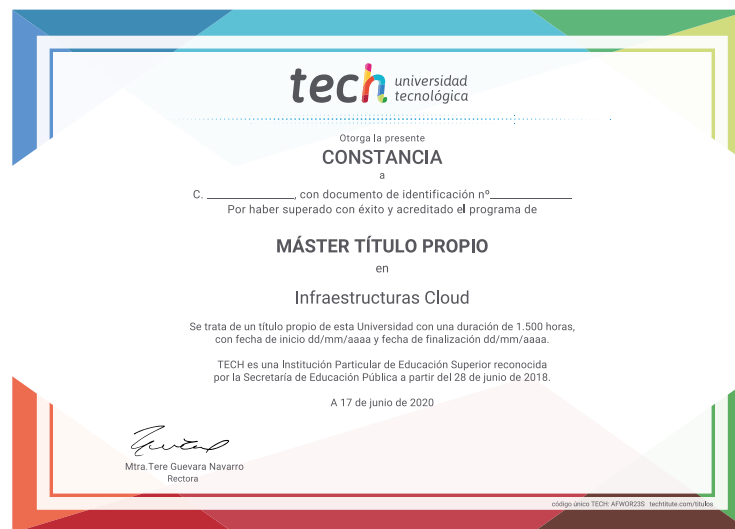 tech universidad
tecnológica
Otorga la presente
CONSTANCIA
a
C. ________________, con documento de identificación nº______________
Por haber superado con éxito y acreditado el programa de
MÁSTER TÍTULO PROPIO
en
Infraestructuras Cloud
Se trata de un título propio de esta Universidad con una duración de 1.500 horas,
con fecha de inicio dd/mm/aaaa y fecha de finalización dd/mm/aaaa.
TECH es una Institución Particular de Educación Superior reconocida
por la Secretaría de Educación Pública a partir del 28 de junio de 2018.
A 17 de junio de 2020
Mtra.Tere Guevara Navarro
Rectora
código único TECH: AFWOR23S techtitute.com/titulos